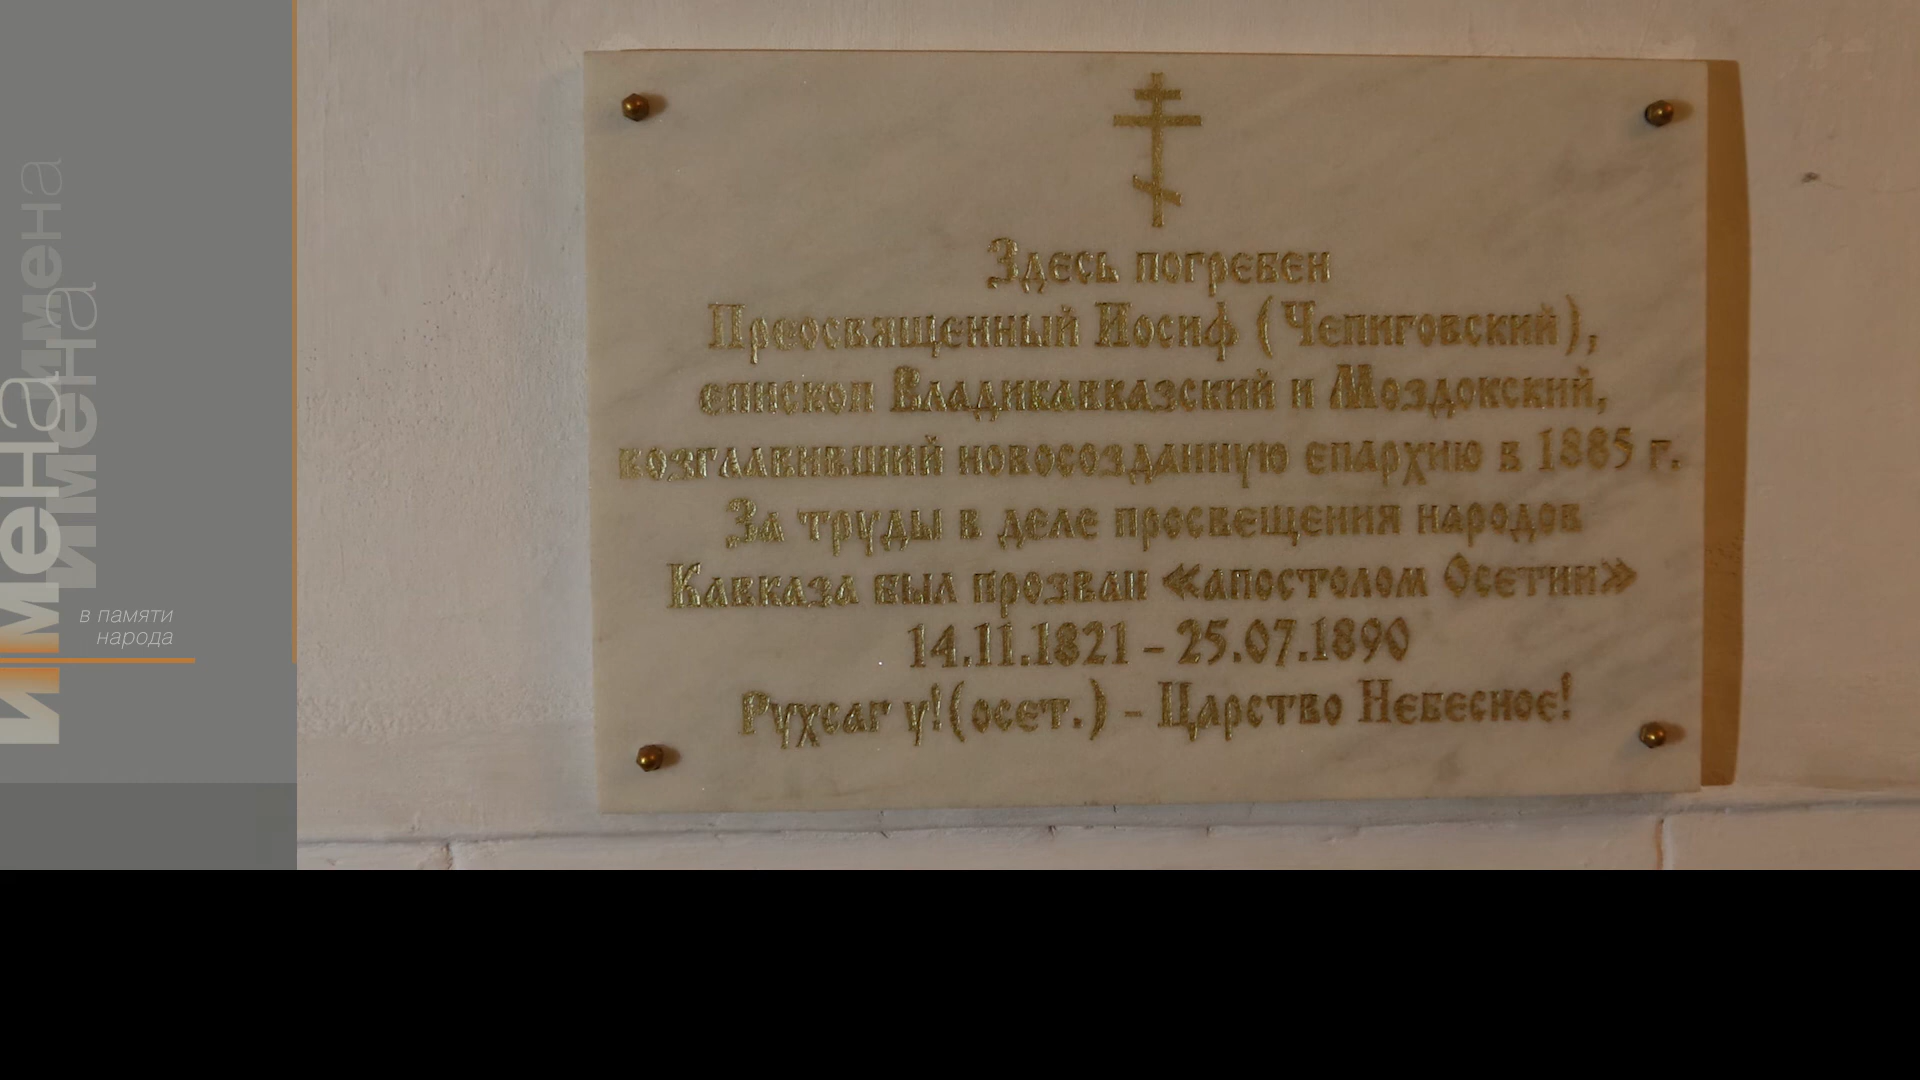 имена
имена
имена
в памяти
народа
Здесь погребен
Преосвященный Иосиф (Чепиговский),
епископ Владикавказский и Моздокский,
возглавивший новосозданную епархию в 1885 г.
За труды в деле просвещения народов
Кавказа был прозван «апостолом Осетии»
14.11.1821 – 25.07.1890
Рухсаг у!(осет.) – Царство Небесное!